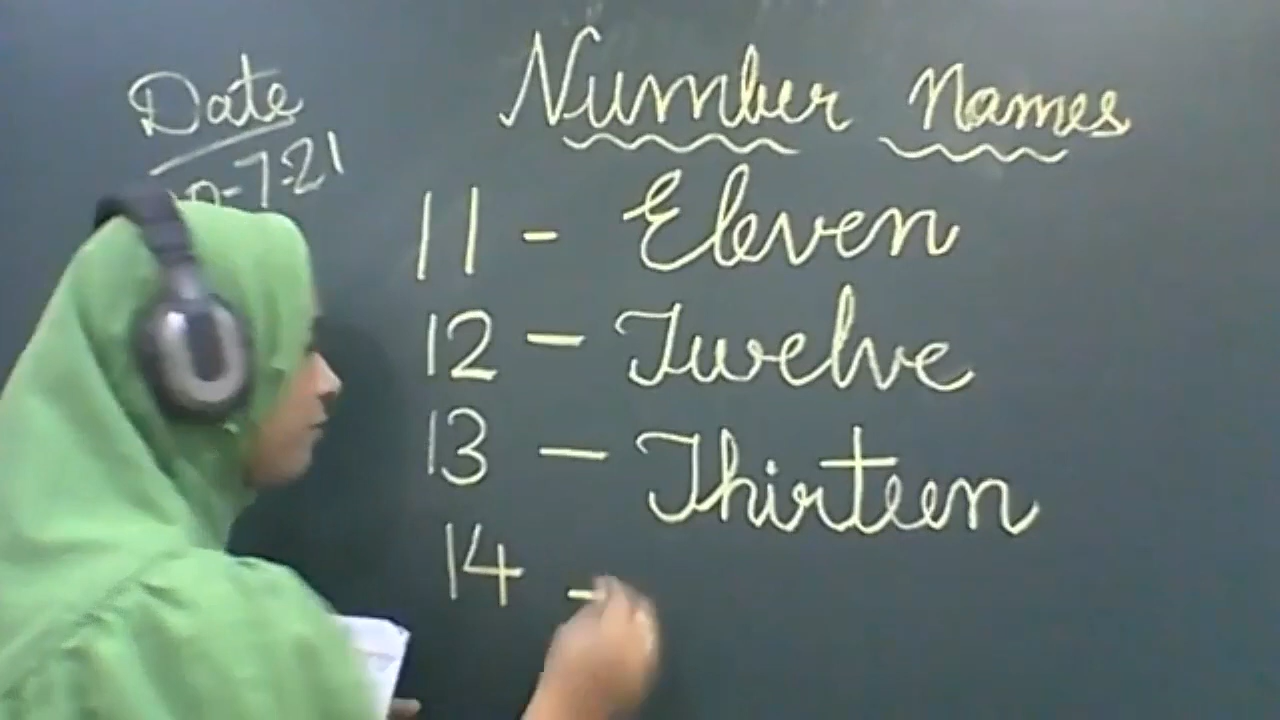 Date
-7-21
Number Names
11 - Eleven
12 - Twelve
13 - Thirteen
14 -